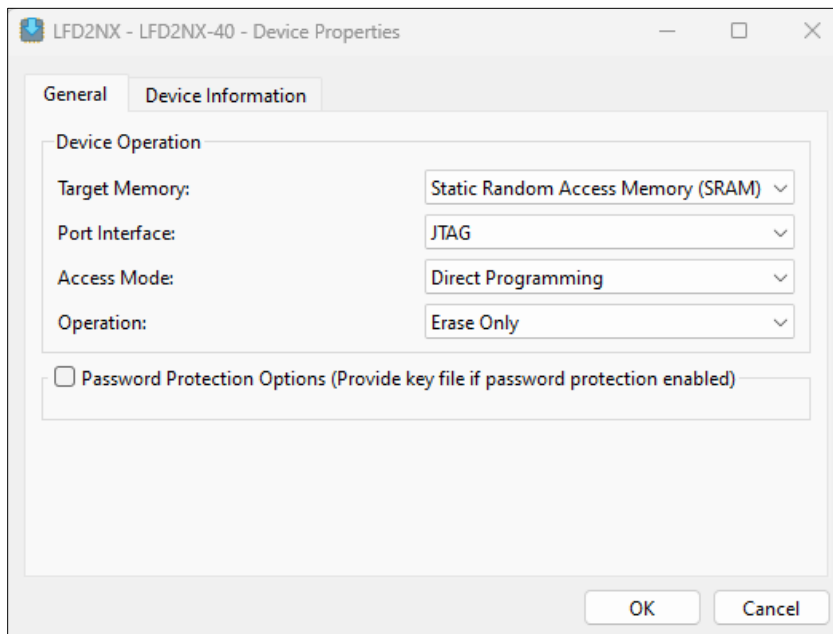 LFD2NX - LFD2NX-40 - Device Properties
General
Device Information
Device Operation
Target Memory: Static Random Access Memory (SRAM)
Port Interface: JTAG
Access Mode: Direct Programming
Operation: Erase Only
Password Protection Options (Provide key file if password protection enabled)
OK
Cancel